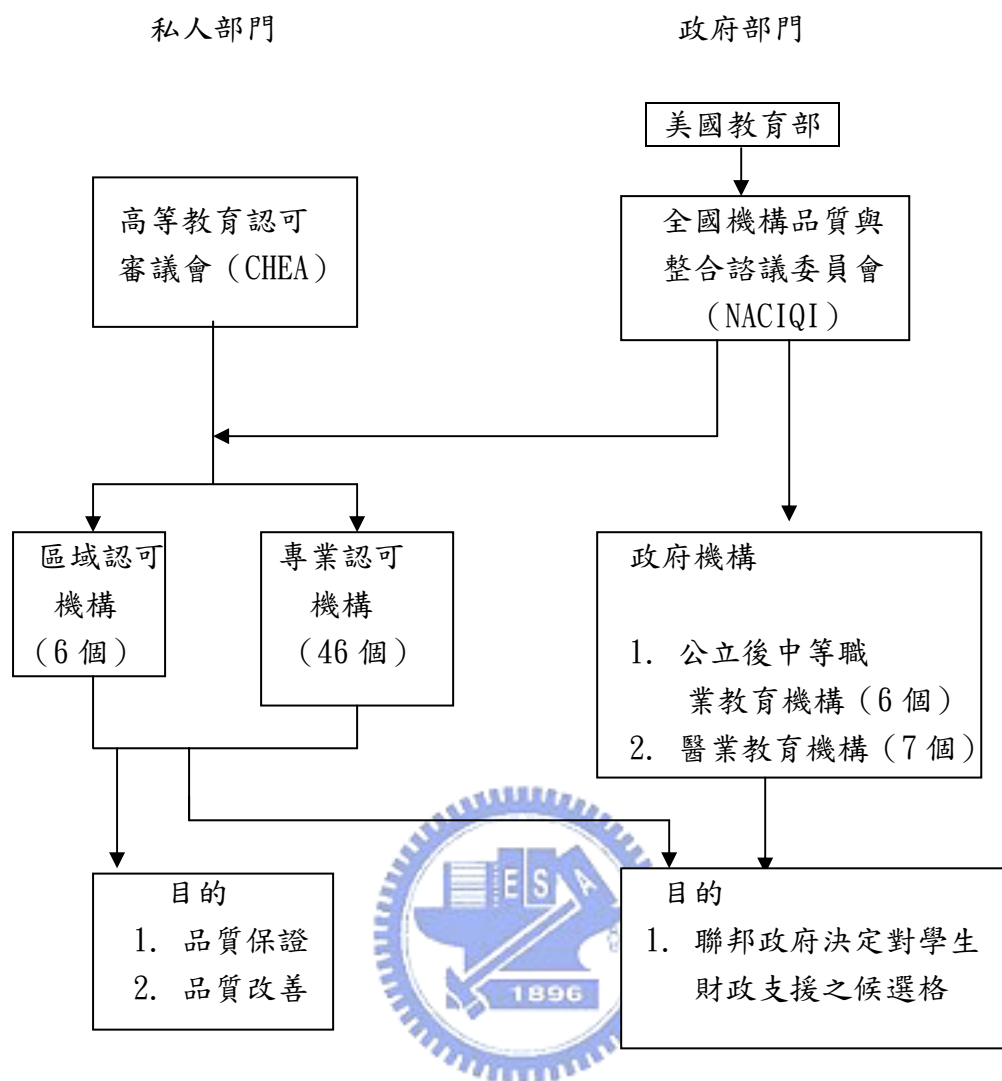 私人部門
政府部門
美國教育部
高等教育認可
審議會（CHEA）
全國機構品質與
整合諮議委員會
（NACIQI）
區域認可
機構
（6 個）
專業認可
機構
（46 個）
政府機構
1. 公立後中等職
業教育機構（6 個）
2. 醫業教育機構（7 個）
目的
1. 品質保證
2. 品質改善
目的
1. 聯邦政府決定對學生
財政支援之候選格
E S A
1896